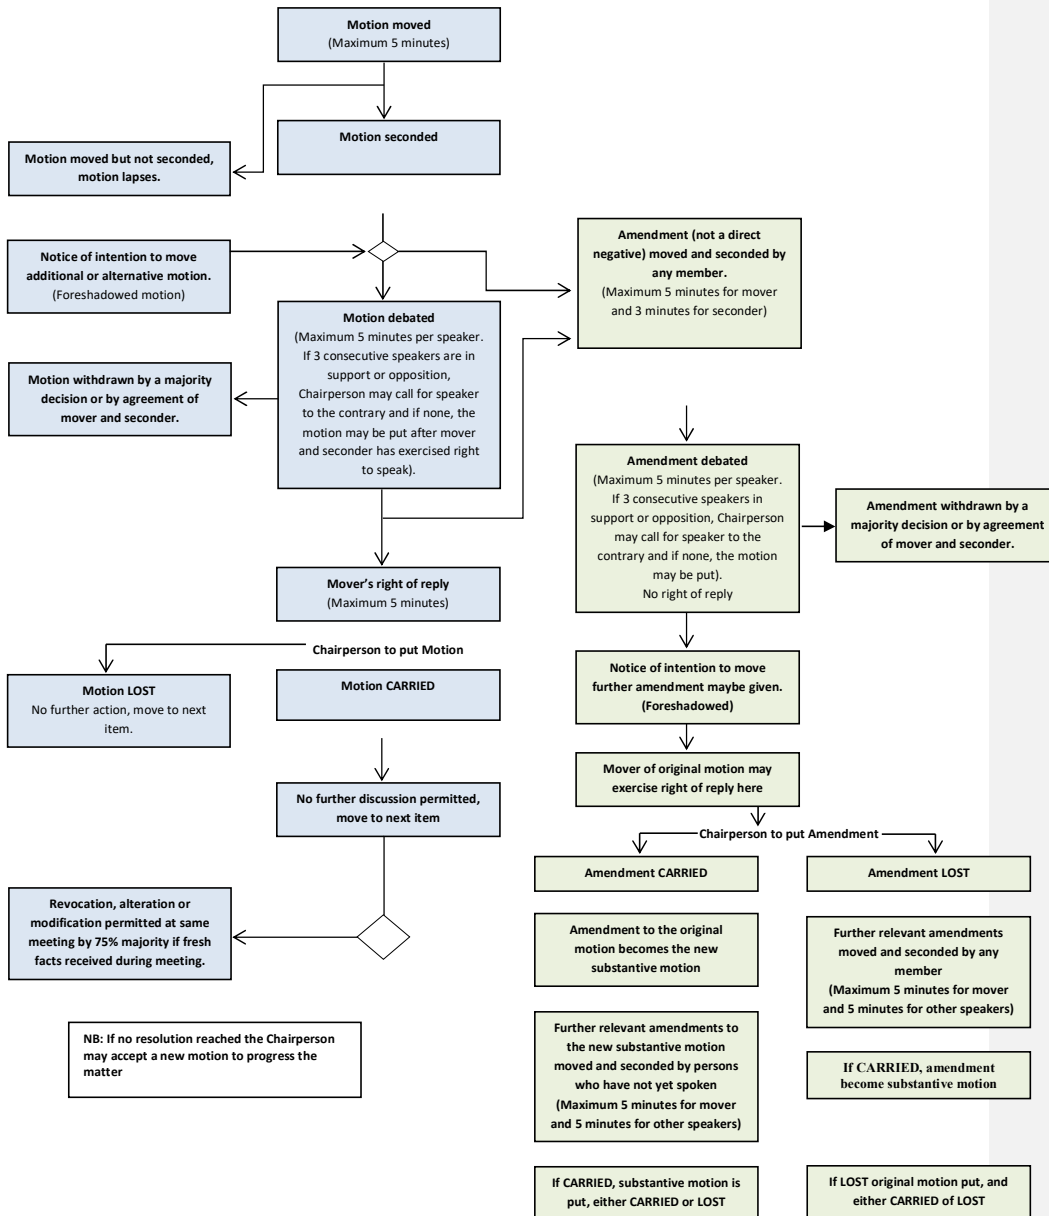 Motion moved
(Maximum 5 minutes)
Motion seconded
Motion moved but not seconded,
motion lapses.
Notice of intention to move
additional or alternative motion.
(Foreshadowed motion)
Motion debated
(Maximum 5 minutes per speaker.
If 3 consecutive speakers are in
support or opposition,
Chairperson may call for speaker
to the contrary and if none, the
motion may be put after mover
and seconder has exercised right
to speak).
Motion withdrawn by a majority
decision or by agreement of
mover and seconder.
Mover’s right of reply
(Maximum 5 minutes)
Chairperson to put Motion
Motion LOST
No further action, move to next
item.
Motion CARRIED
No further discussion permitted,
move to next item
Revocation, alteration or
modification permitted at same
meeting by 75% majority if fresh
facts received during meeting.
NB: If no resolution reached the Chairperson
may accept a new motion to progress the
matter
Amendment (not a direct
negative) moved and seconded by
any member.
(Maximum 5 minutes for mover
and 3 minutes for seconder)
Amendment debated
(Maximum 5 minutes per speaker.
If 3 consecutive speakers in
support or opposition, Chairperson
may call for speaker to the
contrary and if none, the motion
may be put).
No right of reply
Amendment withdrawn by a
majority decision or by agreement
of mover and seconder.
Notice of intention to move
further amendment maybe given.
(Foreshadowed)
Mover of original motion may
exercise right of reply here
Chairperson to put Amendment
Amendment CARRIED
Amendment to the original
motion becomes the new
substantive motion
Further relevant amendments to
the new substantive motion
moved and seconded by persons
who have not yet spoken
(Maximum 5 minutes for mover
and 5 minutes for other speakers)
If CARRIED, substantive motion is
put, either CARRIED or LOST
Amendment LOST
Further relevant amendments
moved and seconded by any
member
(Maximum 5 minutes for mover
and 5 minutes for other speakers)
If CARRIED, amendment
become substantive motion
If LOST original motion put, and
either CARRIED of LOST